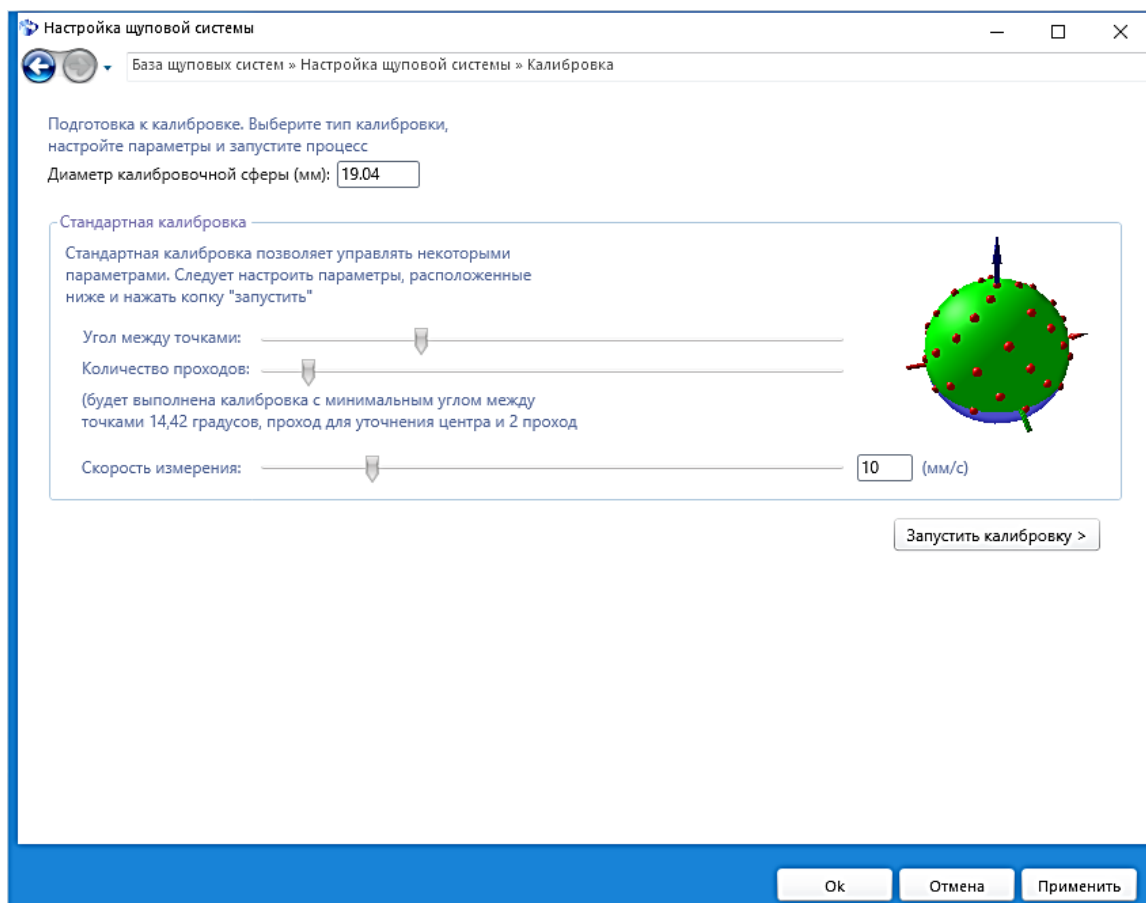 Настройка щуповой системы
База щуповых систем » Настройка щуповой системы » Калибровка
Подготовка к калибровке. Выберите тип калибровки,
настройте параметры и запустите процесс
Диаметр калибровочной сферы (мм): 19.04
Стандартная калибровка
Стандартная калибровка позволяет управлять некоторыми
параметрами. Следует настроить параметры, расположенные
ниже и нажать копку "запустить"
Угол между точками:
Количество проходов:
(будет выполнена калибровка с минимальным углом между
точками 14,42 градусов, проход для уточнения центра и 2 проход
Скорость измерения: 10 (мм/с)
Запустить калибровку >
Ok Отмена Применить